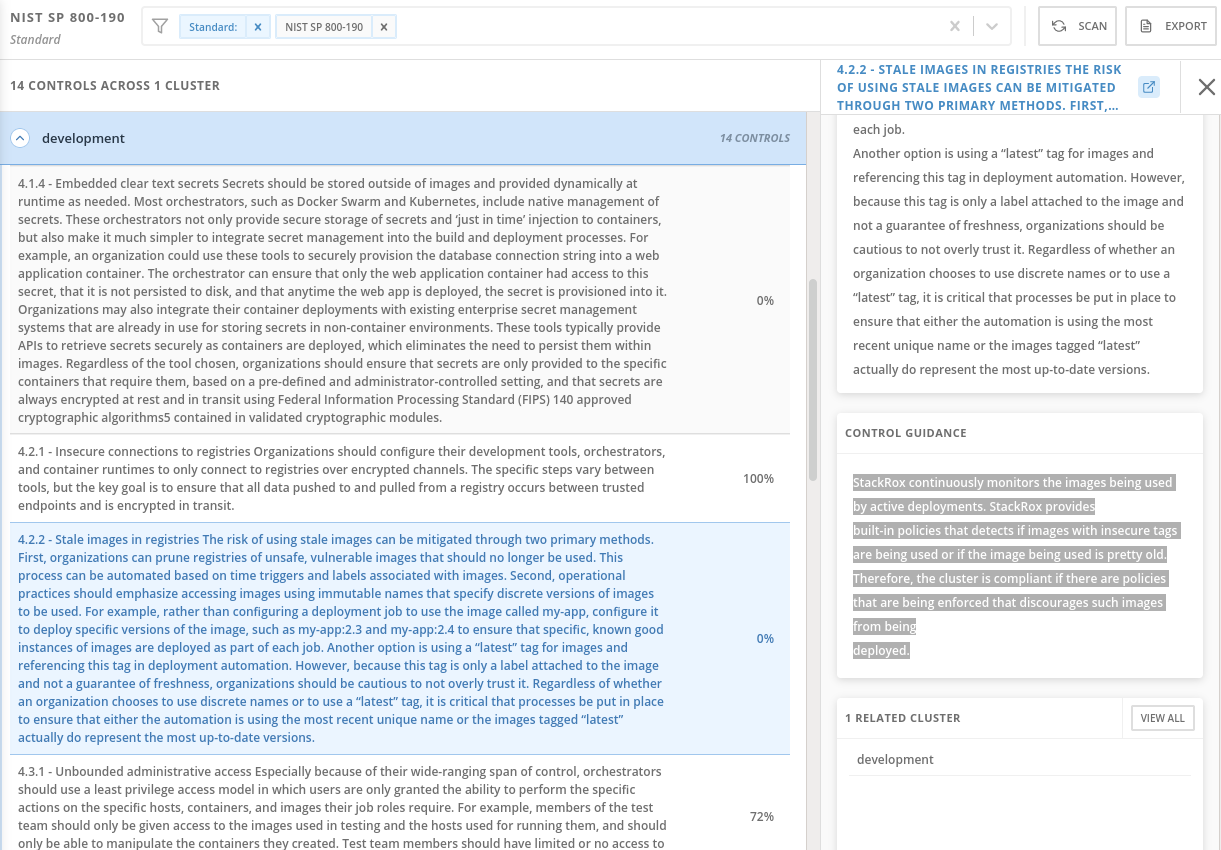 NIST SP 800-190
Standard
Standard: ×
NIST SP 800-190 ×
SCAN
EXPORT
14 CONTROLS ACROSS 1 CLUSTER
development
14 CONTROLS
4.1.4 - Embedded clear text secrets Secrets should be stored outside of images and provided dynamically at
runtime as needed. Most orchestrators, such as Docker Swarm and Kubernetes, include native management of
secrets. These orchestrators not only provide secure storage of secrets and ‘just in time’ injection to containers,
but also make it much simpler to integrate secret management into the build and deployment processes. For
example, an organization could use these tools to securely provision the database connection string into a web
application container. The orchestrator can ensure that only the web application container had access to this
secret, that it is not persisted to disk, and that anytime the web app is deployed, the secret is provisioned into it.
Organizations may also integrate their container deployments with existing enterprise secret management
systems that are already in use for storing secrets in non-container environments. These tools typically provide
APIs to retrieve secrets securely as containers are deployed, which eliminates the need to persist them within
images. Regardless of the tool chosen, organizations should ensure that secrets are only provided to the specific
containers that require them, based on a pre-defined and administrator-controlled setting, and that secrets are
always encrypted at rest and in transit using Federal Information Processing Standard (FIPS) 140 approved
cryptographic algorithms5 contained in validated cryptographic modules.
0%
4.2.1 - Insecure connections to registries Organizations should configure their development tools, orchestrators,
and container runtimes to only connect to registries over encrypted channels. The specific steps vary between
tools, but the key goal is to ensure that all data pushed to and pulled from a registry occurs between trusted
endpoints and is encrypted in transit.
100%
4.2.2 - Stale images in registries The risk of using stale images can be mitigated through two primary methods.
First, organizations can prune registries of unsafe, vulnerable images that should no longer be used. This
process can be automated based on time triggers and labels associated with images. Second, operational
practices should emphasize accessing images using immutable names that specify discrete versions of images
to be used. For example, rather than configuring a deployment job to use the image called my-app, configure it
to deploy specific versions of the image, such as my-app:2.3 and my-app:2.4 to ensure that specific, known good
instances of images are deployed as part of each job. Another option is using a “latest” tag for images and
referencing this tag in deployment automation. However, because this tag is only a label attached to the image
and not a guarantee of freshness, organizations should be cautious to not overly trust it. Regardless of whether
an organization chooses to use discrete names or to use a “latest” tag, it is critical that processes be put in place
to ensure that either the automation is using the most recent unique name or the images tagged “latest”
actually do represent the most up-to-date versions.
0%
4.3.1 - Unbounded administrative access Especially because of their wide-ranging span of control, orchestrators
should use a least privilege access model in which users are only granted the ability to perform the specific
actions on the specific hosts, containers, and images their job roles require. For example, members of the test
team should only be given access to the images used in testing and the hosts used for running them, and should
only be able to manipulate the containers they created. Test team members should have limited or no access to
72%
4.2.2 - STALE IMAGES IN REGISTRIES THE RISK
OF USING STALE IMAGES CAN BE MITIGATED
THROUGH TWO PRIMARY METHODS. FIRST,...
each job.
Another option is using a “latest” tag for images and
referencing this tag in deployment automation. However,
because this tag is only a label attached to the image and
not a guarantee of freshness, organizations should be
cautious to not overly trust it. Regardless of whether an
organization chooses to use discrete names or to use a
“latest” tag, it is critical that processes be put in place to
ensure that either the automation is using the most
recent unique name or the images tagged “latest”
actually do represent the most up-to-date versions.
CONTROL GUIDANCE
StackRox continuously monitors the images being used
by active deployments. StackRox provides
built-in policies that detects if images with insecure tags
are being used or if the image being used is pretty old.
Therefore, the cluster is compliant if there are policies
that are being enforced that discourages such images
from being
deployed.
1 RELATED CLUSTER
VIEW ALL
development